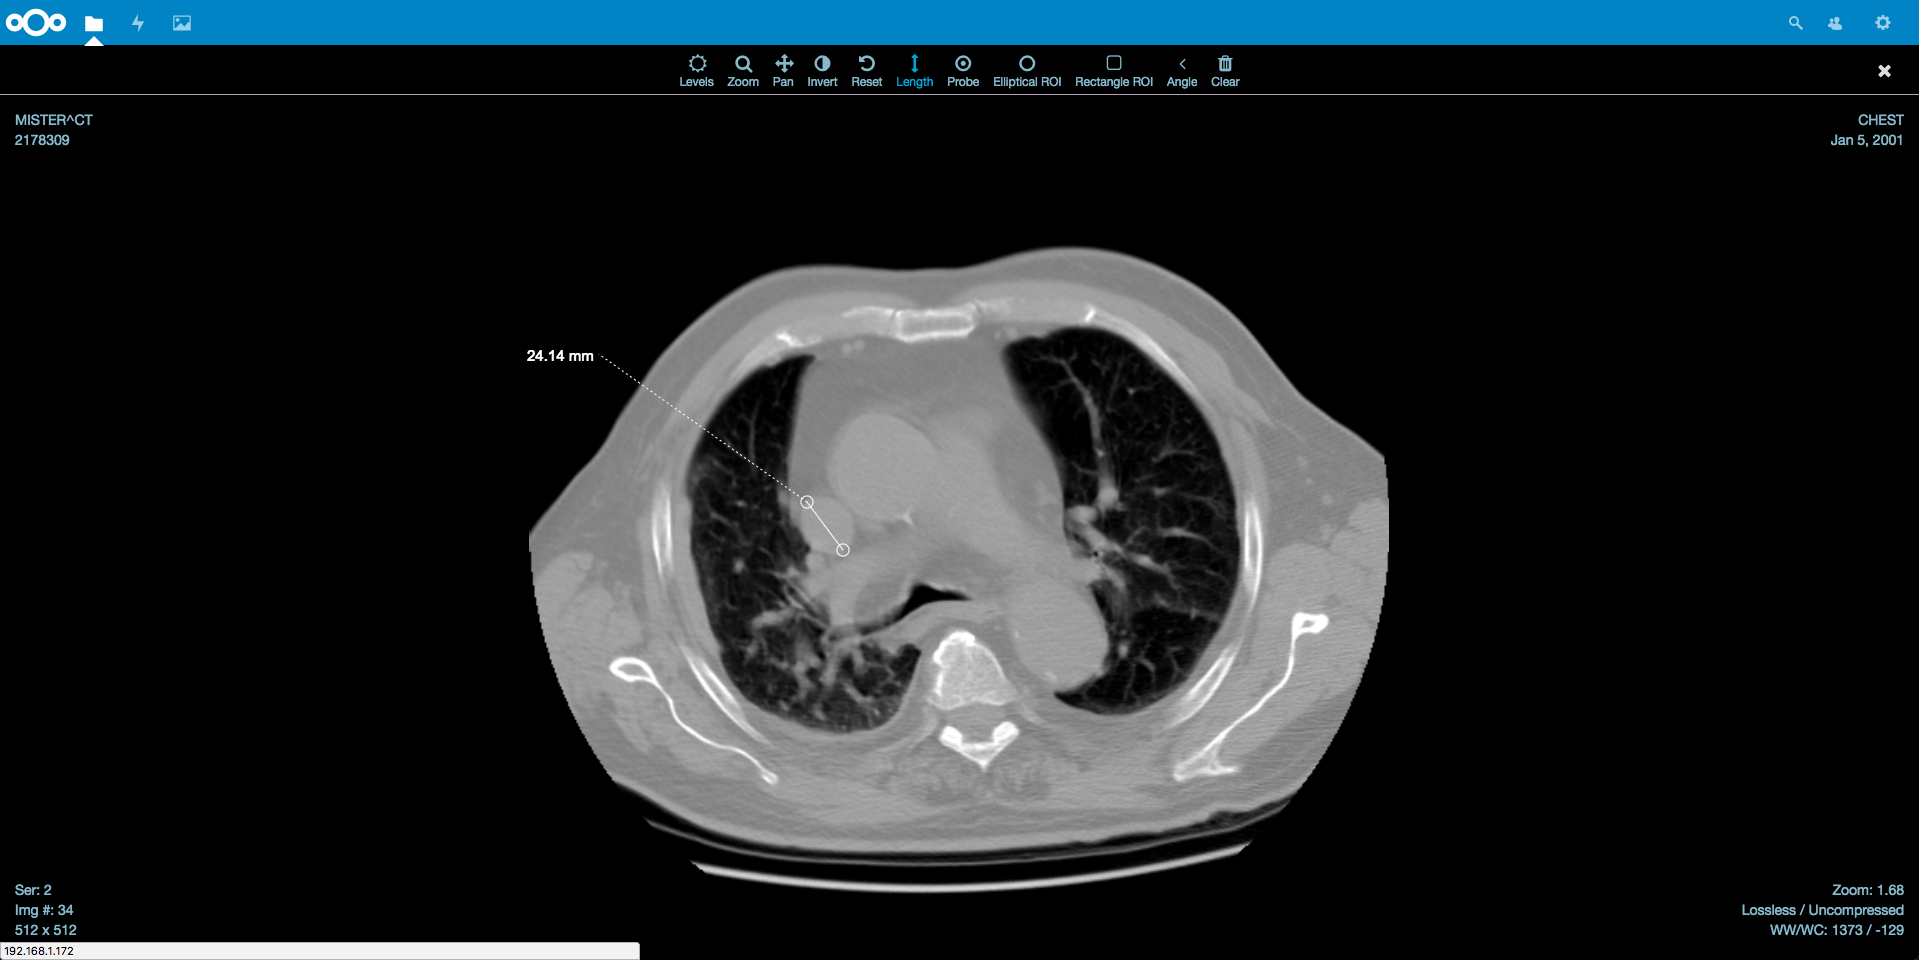 Levels Zoom Pan Invert Reset Length Probe Elliptical ROI Rectangle ROI Angle Clear
MISTER^CT
2178309
CHEST
Jan 5, 2001
24.14 mm
Ser: 2
Img #: 34
512 x 512
Zoom: 1.68
Lossless / Uncompressed
WW/WC: 1373 / -129
192.168.1.172